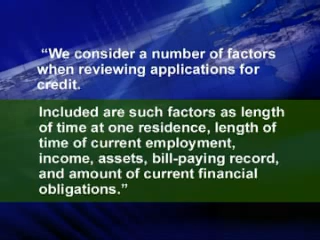 “We consider a number of factors
when reviewing applications for
credit.
Included are such factors as length
of time at one residence, length of
time of current employment,
income, assets, bill-paying record,
and amount of current financial
obligations.”